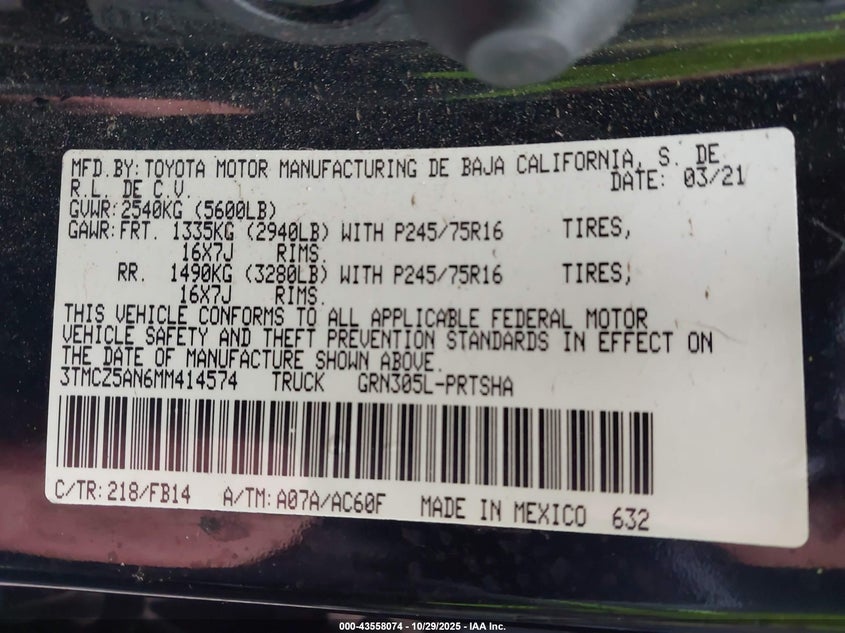 MFD.BY:TOYOTA MOTOR MANUFACTURING DE BAJA CALIFORNIA, S. DE
R.L. DE C.V. DATE: 03/21
GVWR:2540KG (5600LB)
GAWR:FRT. 1335KG (2940LB) WITH P245/75R16 TIRES,
16X7J RIMS.
RR. 1490KG (3280LB) WITH P245/75R16 TIRES;
16X7J RIMS.
THIS VEHICLE CONFORMS TO ALL APPLICABLE FEDERAL MOTOR
VEHICLE SAFETY AND THEFT PREVENTION STANDARDS IN EFFECT ON
THE DATE OF MANUFACTURE SHOWN ABOVE.
3TMCZ5AN6MM414574 TRUCK GRN305L-PRTSHA
C/TR:218/FB14 A/TM:A07A/AC60F MADE IN MEXICO 632
000-43558074 | 10/29/2025 - IAA Inc.